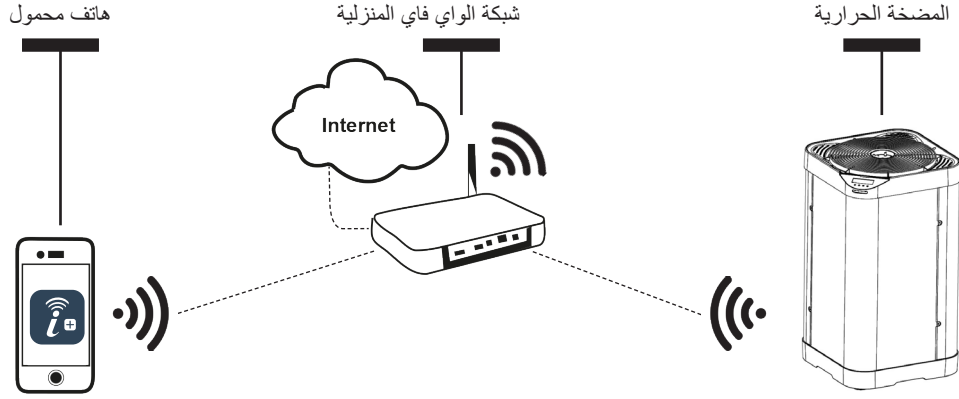 المضخة الحرارية
شبكة الواي فاي المنزلية
هاتف محمول
Internet
i+